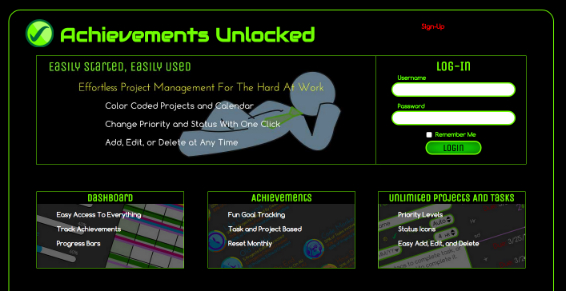 Achievements Unlocked
Sign-Up
Easily Started, Easily Used
Effortless Project Management For The Hard At Work
Color Coded Projects and Calendar
Change Priority and Status With One Click
Add, Edit, or Delete at Any Time
Log-In
Username
Password
Remember Me
Login
Dashboard
Easy Access To Everything
Track Achievements
Progress Bars
Achievements
Fun Goal Tracking
Task and Project Based
Reset Monthly
Unlimited Projects and Tasks
Priority Levels
Status Icons
Easy Add, Edit, and Delete